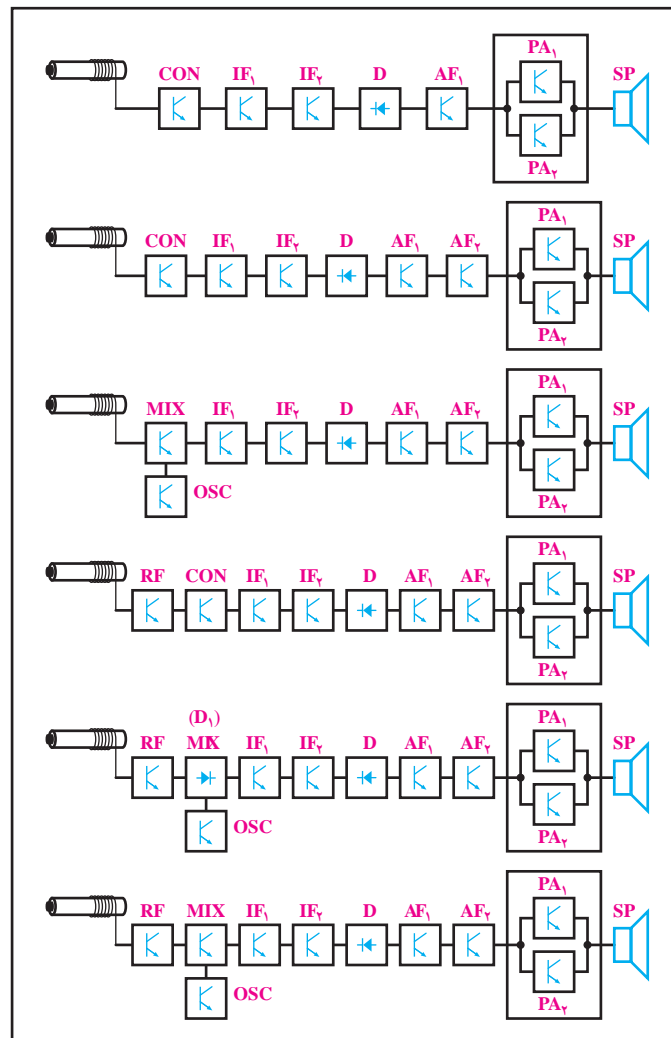 PA۱
CON IF۱ IF۲ D AF۱ SP
PA۲
PA۱
CON IF۱ IF۲ D AF۱ AF۲ SP
PA۲
PA۱
MIX IF۱ IF۲ D AF۱ AF۲ SP
PA۲
OSC
PA۱
RF CON IF۱ IF۲ D AF۱ AF۲ SP
PA۲
(D۱)
PA۱
RF MIX IF۱ IF۲ D AF۱ AF۲ SP
PA۲
OSC
PA۱
RF MIX IF۱ IF۲ D AF۱ AF۲ SP
PA۲
OSC